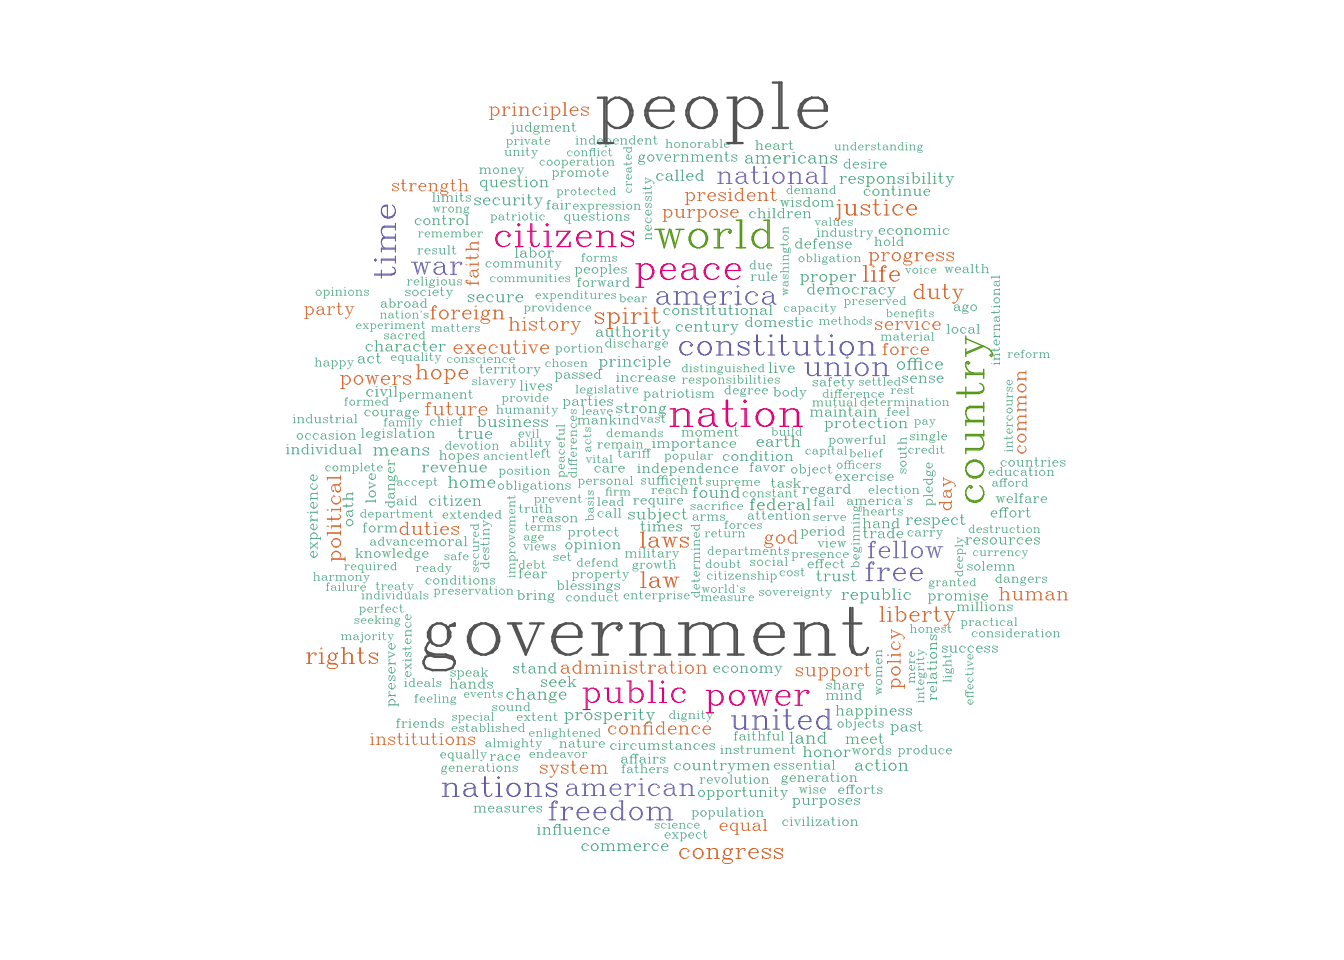 people
principles
judgment
private independent honorable heart understanding
unity conflict governments americans
cooperation created desire
money promote called national responsibility
strength question protected president demand continue
limits security fair expression necessity purpose children wisdom justice
wrong patriotic questions values
time control citizens world industry economic
remember labor washington defense hold
result faith forms peace due obligation progress
war community peoples rule proper life voice wealth
religious communities forward america democracy duty international
opinions society secure expenditures bear capacity preserved
party abroad providence constitutional benefits ago
nation's foreign history spirit century domestic methods service local
experiment matters authority material
sacred discharge constitution force country
character executive portion principle union office reform
happy act equality conscience chosen distinguished live
powers hope territory passed increase responsibilities safety settled sense common
slavery lives legislative patriotism degree body difference rest
civil permanent provide parties mutual determination
formed courage future humanity leave strong nation maintain feel intercourse
industrial family chief business mankind vast protection pay
occasion legislation true evil peaceful differences acts demands moment build powerful single
individual means devotion ability remain importance earth capital belief south credit
hopes ancient left vital tariff popular condition officers countries
complete danger revenue position care independence favor object exercise education
experience political oath love accept home obligations personal sufficient supreme task pledge day afford
aid citizen prevent basis firm reach found constant regard election welfare
department extended improvement truth lead require sacrifice federal fail america's effort
form duties reason call subject arms attention serve hearts respect
terms times forces beginning hand destruction
advance moral secured destiny age protect laws return god period trade carry resources
views opinion determined view fellow deeply
knowledge safe set defend military departments presence currency
required ready debt growth doubt social effect free solemn
harmony conditions fear property law citizenship cost trust granted dangers
failure treaty blessings world's
individuals preservation bring conduct enterprise measure sovereignty republic promise human
perfect government liberty millions
seeking existence practical
majority policy honest consideration
rights preserve women mere integrity relations light success effective
speak stand administration economy support
ideals hands seek share
feeling events change public power mind
sound happiness
special extent prosperity dignity united objects past
friends established confidence
institutions enlightened faithful land meet
almighty nature circumstances instrument honor words produce
equally race endeavor affairs
generations system fathers countrymen essential action
nations american revolution generation
opportunity wise efforts
measures freedom purposes
population
influence science equal civilization
expect
commerce congress